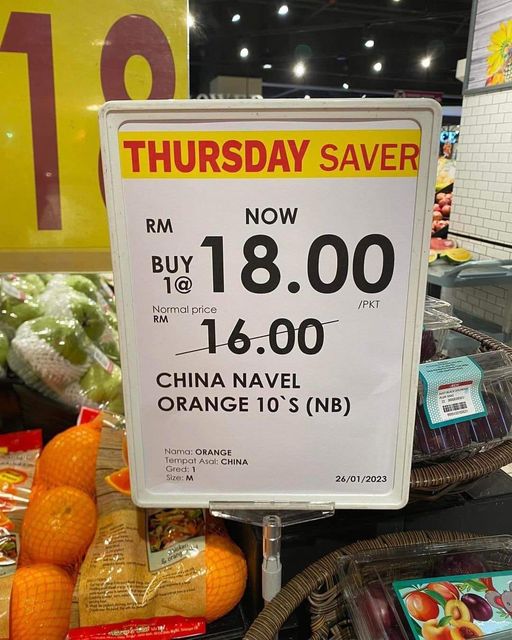 18
THURSDAY SAVER
RM NOW
BUY 1@ 18.00
/PKT
Normal price
RM 16.00
CHINA NAVEL
ORANGE 10`S (NB)
Nama: ORANGE
Tempat Asal: CHINA
Gred: 1
Size: M
26/01/2023